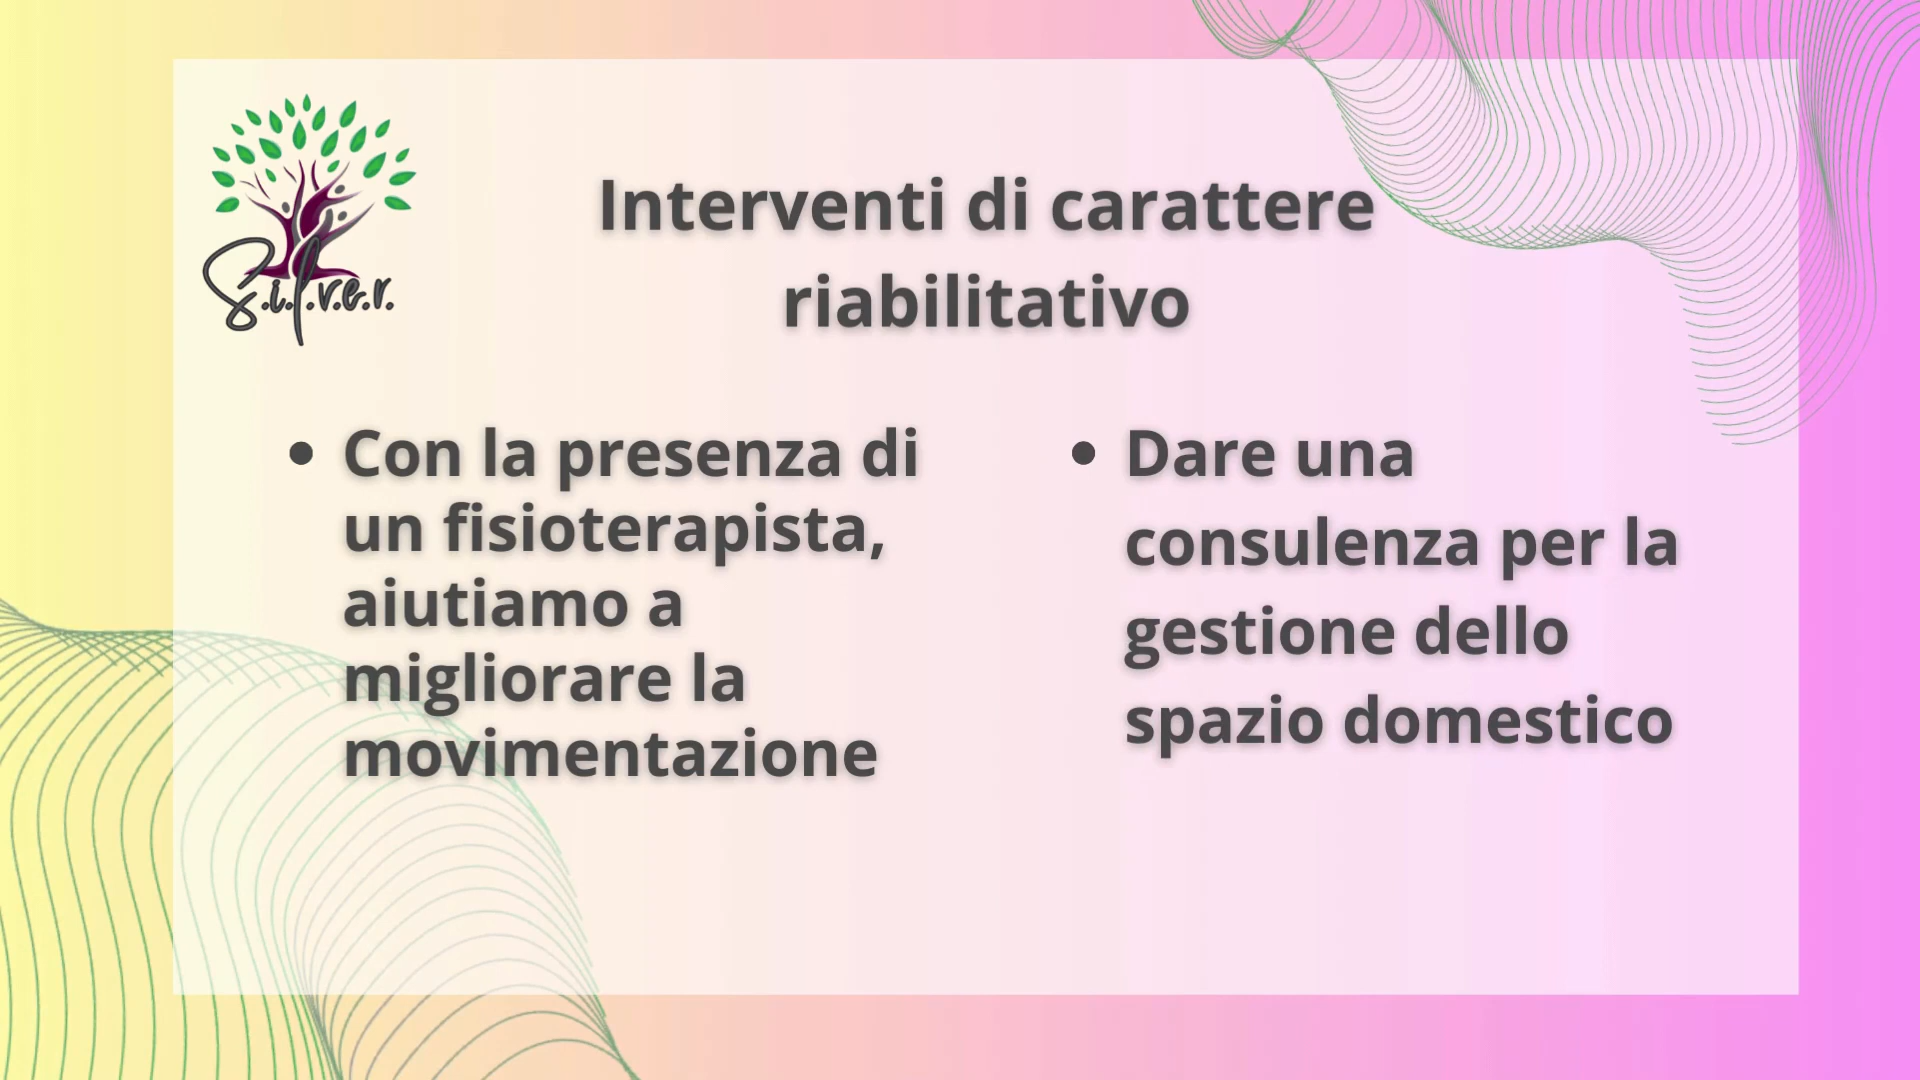 S.i.l.v.e.r.
Interventi di carattere
riabilitativo
• Con la presenza di
un fisioterapista,
aiutiamo a
migliorare la
movimentazione
• Dare una
consulenza per la
gestione dello
spazio domestico